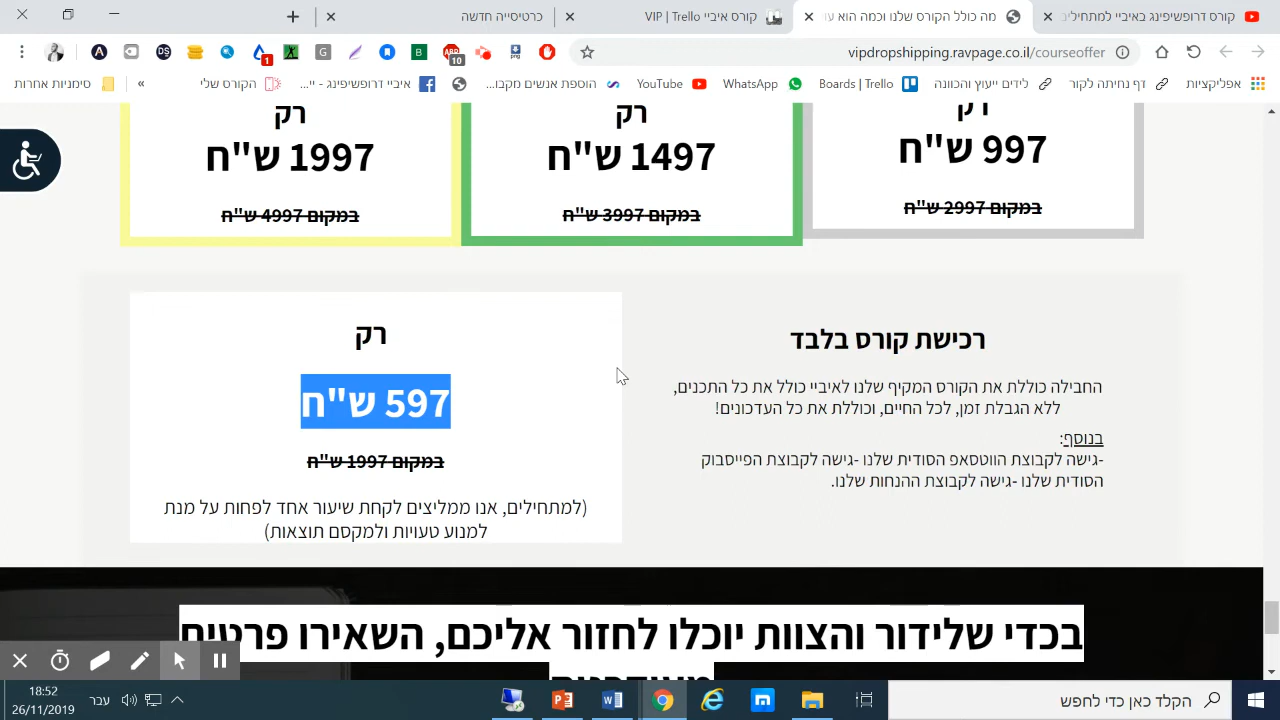 קורס דרופשיפינג באיביי למתחילים
מה כולל הקורס שלנו וכמה הוא עו
קורס איביי VIP | Trello
כרטיסייה חדשה
vipdropshipping.ravpage.co.il/courseoffer
10
1
אפליקציות
דף נחיתה לקור...
לידים ייעוץ והכוונה
Boards | Trello
WhatsApp
YouTube
הוספת אנשים מקבו...
איביי דרופשיפינג - יי...
הקורס שלי
»
סימניות אחרות
רק
997 ש"ח
במקום 2997 ש"ח
רק
1497 ש"ח
במקום 3997 ש"ח
רק
1997 ש"ח
במקום 4997 ש"ח
רכישת קורס בלבד
החבילה כוללת את הקורס המקיף שלנו לאיביי כולל את כל התכנים,
ללא הגבלת זמן, לכל החיים, וכוללת את כל העדכונים!
בנוסף:
-גישה לקבוצת הווטסאפ הסודית שלנו -גישה לקבוצת הפייסבוק
הסודית שלנו -גישה לקבוצת ההנחות שלנו.
רק
597 ש"ח
במקום 1997 ש"ח
(למתחילים, אנו ממליצים לקחת שיעור אחד לפחות על מנת
למנוע טעויות ולמקסם תוצאות)
בכדי שלידור והצוות יוכלו לחזור אליכם, השאירו פרטים
הקלד כאן כדי לחפש
עבר
18:52
26/11/2019